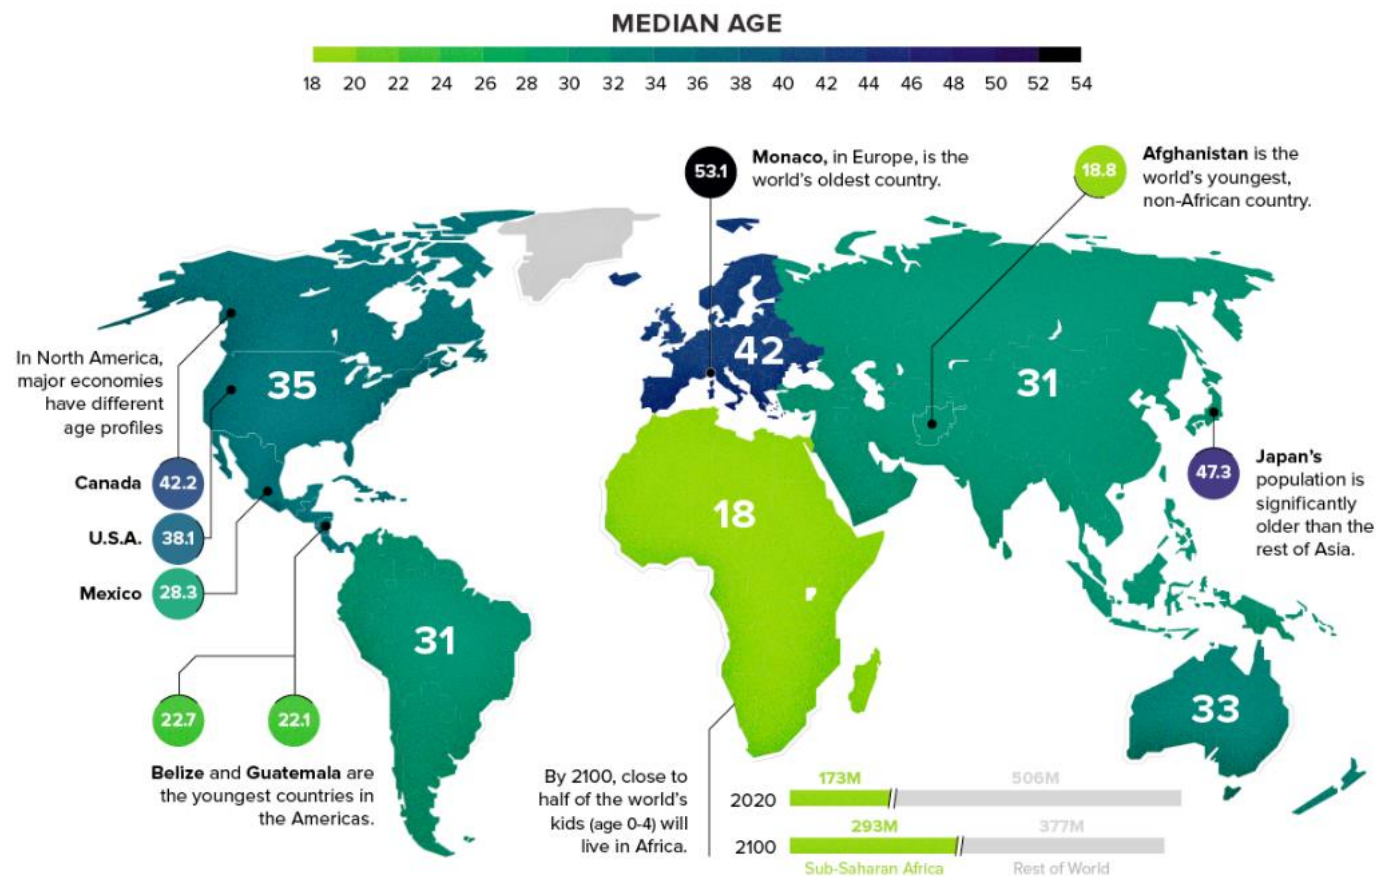 MEDIAN AGE
18 20 22 24 26 28 30 32 34 36 38 40 42 44 46 48 50 52 54
53.1
Monaco, in Europe, is the
world's oldest country.
18.8
Afghanistan is the
world's youngest,
non-African country.
In North America,
major economies
have different
age profiles
Canada 42.2
U.S.A. 38.1
Mexico 28.3
35
42
31
47.3
Japan's
population is
significantly
older than the
rest of Asia.
18
31
33
22.7
22.1
Belize and Guatemala are
the youngest countries in
the Americas.
By 2100, close to
half of the world's
kids (age 0-4) will
live in Africa.
173M 506M
2020
293M 377M
2100
Sub-Saharan Africa Rest of World